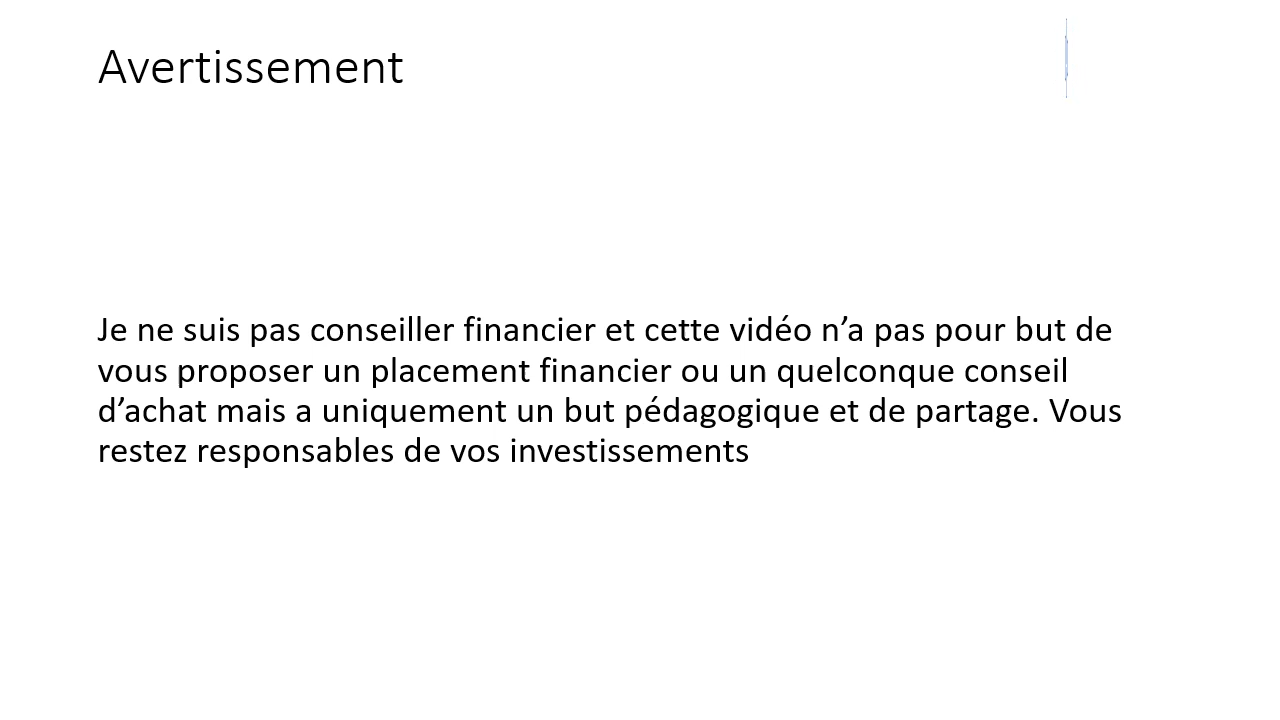 Avertissement
Je ne suis pas conseiller financier et cette vidéo n’a pas pour but de
vous proposer un placement financier ou un quelconque conseil
d’achat mais a uniquement un but pédagogique et de partage. Vous
restez responsables de vos investissements